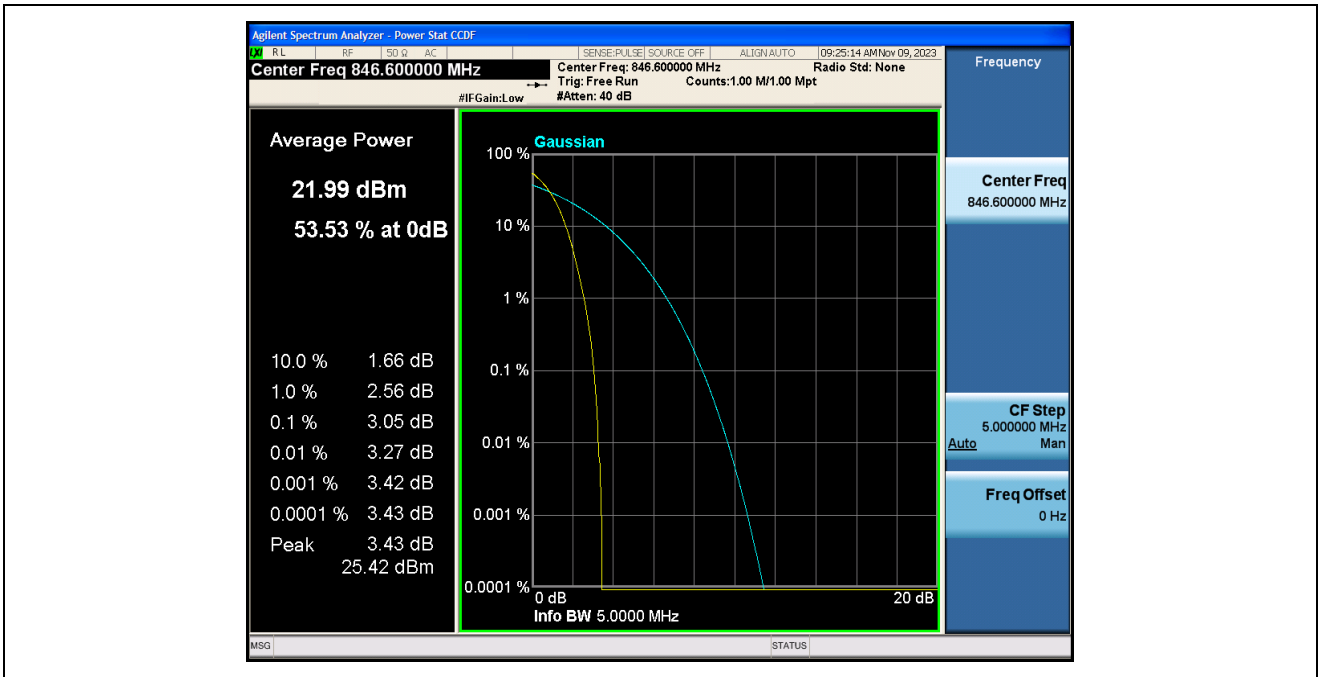 Agilent Spectrum Analyzer - Power Stat CCDF
LXI RL RF 50 Ω AC SENSE:PULSE SOURCE OFF ALIGN AUTO 09:25:14 AM Nov 09, 2023
Center Freq 846.600000 MHz
Center Freq: 846.600000 MHz Radio Std: None
Trig: Free Run Counts:1.00 M/1.00 Mpt
#IFGain:Low #Atten: 40 dB
Average Power
21.99 dBm
53.53 % at 0dB
10.0 % 1.66 dB
1.0 % 2.56 dB
0.1 % 3.05 dB
0.01 % 3.27 dB
0.001 % 3.42 dB
0.0001 % 3.43 dB
Peak 3.43 dB
25.42 dBm
Gaussian
100 %
10 %
1 %
0.1 %
0.01 %
0.001 %
0.0001 %
0 dB 20 dB
Info BW 5.0000 MHz
Frequency
Center Freq
846.600000 MHz
CF Step
5.000000 MHz
Auto Man
Freq Offset
0 Hz
MSG STATUS